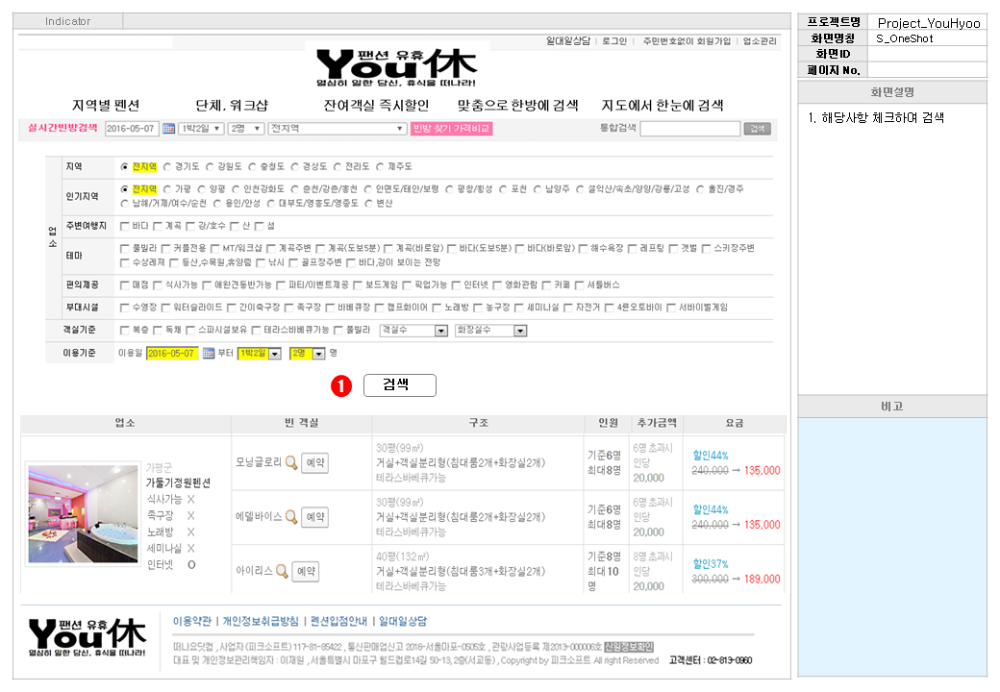 Indicator
프로젝트명 Project_YouHyoo
화면명칭 S_OneShot
화면ID
페이지 No.
화면설명
1. 해당사항 체크하며 검색
비고
일대일상담 | 로그인 | 주민번호없이 회원가입 | 업소관리
You 팬션 유휴 休
열심히 일한 당신, 휴식을 떠나라!
지역별 펜션 단체, 워크샵 잔여객실 즉시할인 맞춤으로 한방에 검색 지도에서 한눈에 검색
실시간빈방검색 2016-05-07 1박2일 2명 전지역 빈방 찾기 가격비교 통합검색 검색
업소
지역 전지역 경기도 강원도 충청도 경상도 전라도 제주도
인기지역 전지역 가평 양평 인천강화도 춘천/강촌/홍천 안면도/태안/보령 평창/횡성 포천 남양주 설악산/속초/양양/강릉/고성 울진/경주
남해/거제/여수/순천 용인/안성 대부도/영흥도/영종도 변산
주변여행지 바다 계곡 강/호수 산 섬
테마 풀빌라 커플전용 MT/워크샵 계곡주변 계곡(도보5분) 계곡(바로앞) 바다(도보5분) 바다(바로앞) 해수욕장 레프팅 갯벌 스키장주변
수상레져 등산,수목원,휴양림 낚시 골프장주변 바다,강이 보이는 전망
편의제공 매점 식사가능 애완견동반가능 파티/이벤트제공 보드게임 픽업가능 인터넷 영화관람 카페 셔틀버스
부대시설 수영장 워터슬라이드 간이축구장 족구장 바베큐장 캠프화이어 노래방 농구장 세미나실 자전거 4륜오토바이 서바이벌게임
객실기준 복층 독채 스파시설보유 테라스바베큐가능 풀빌라 객실수 화장실수
이용기준 이용일 2016-05-07 부터 1박2일 2명 명
1 검색
업소 빈 객실 구조 인원 추가금액 요금
가평군
가둘기정원펜션
식사가능 X
족구장 X
노래방 X
세미나실 X
인터넷 O
모닝글로리 예약
30평(99㎡)
거실+객실분리형(침대룸2개+화장실2개)
테라스바베큐가능
기준6명
최대8명
6명 초과시
인당
20,000
할인44%
240,000 → 135,000
에델바이스 예약
30평(99㎡)
거실+객실분리형(침대룸2개+화장실2개)
테라스바베큐가능
기준6명
최대8명
6명 초과시
인당
20,000
할인44%
240,000 → 135,000
아이리스 예약
40평(132㎡)
거실+객실분리형(침대룸3개+화장실2개)
테라스바베큐가능
기준8명
최대10
명
8명 초과시
인당
20,000
할인37%
300,000 → 189,000
You 팬션 유휴 休
열심히 일한 당신, 휴식을 떠나라!
이용약관 | 개인정보취급방침 | 펜션입점안내 | 일대일상담
떠나요닷컴 , 사업자 (피크소프트) 117-81-85422 , 통신판매업신고 2016-서울마포-0505호 , 관광사업등록 제2013-000006호 신원정보확인
대표 및 개인정보관리책임자 : 이재일 , 서울특별시 마포구 월드컵로14길 50-13, 2층(서교동) , Copyright by 피크소프트 All right Reserved 고객센터 : 02-813-0960